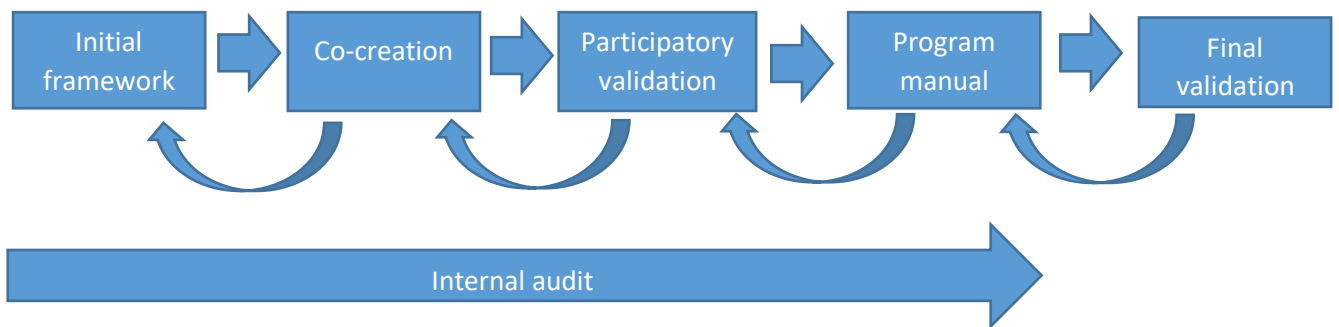 Initial
framework
Co-creation
Participatory
validation
Program
manual
Final
validation
Internal audit